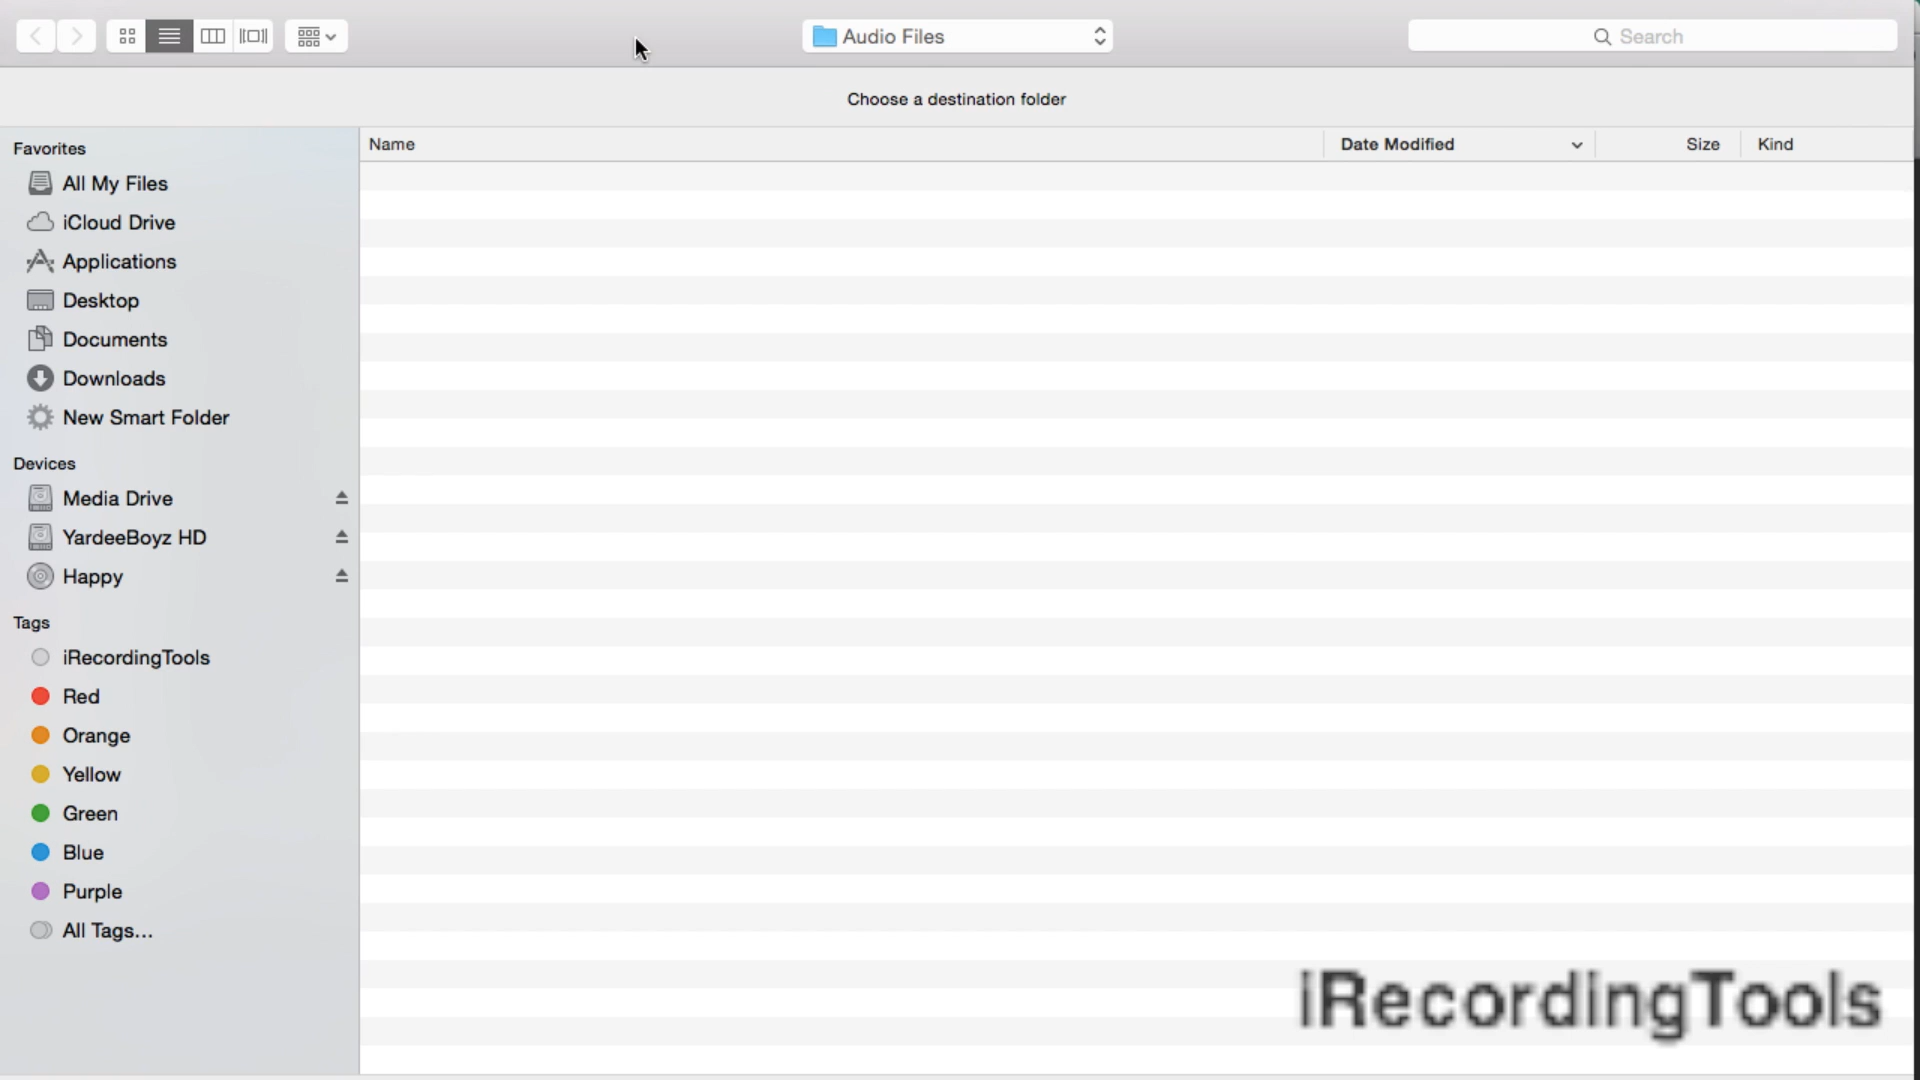 Audio Files
Search
Choose a destination folder
Name
Date Modified
Size
Kind
Favorites
All My Files
iCloud Drive
Applications
Desktop
Documents
Downloads
New Smart Folder
Devices
Media Drive
YardeeBoyz HD
Happy
Tags
iRecordingTools
Red
Orange
Yellow
Green
Blue
Purple
All Tags...
iRecordingTools